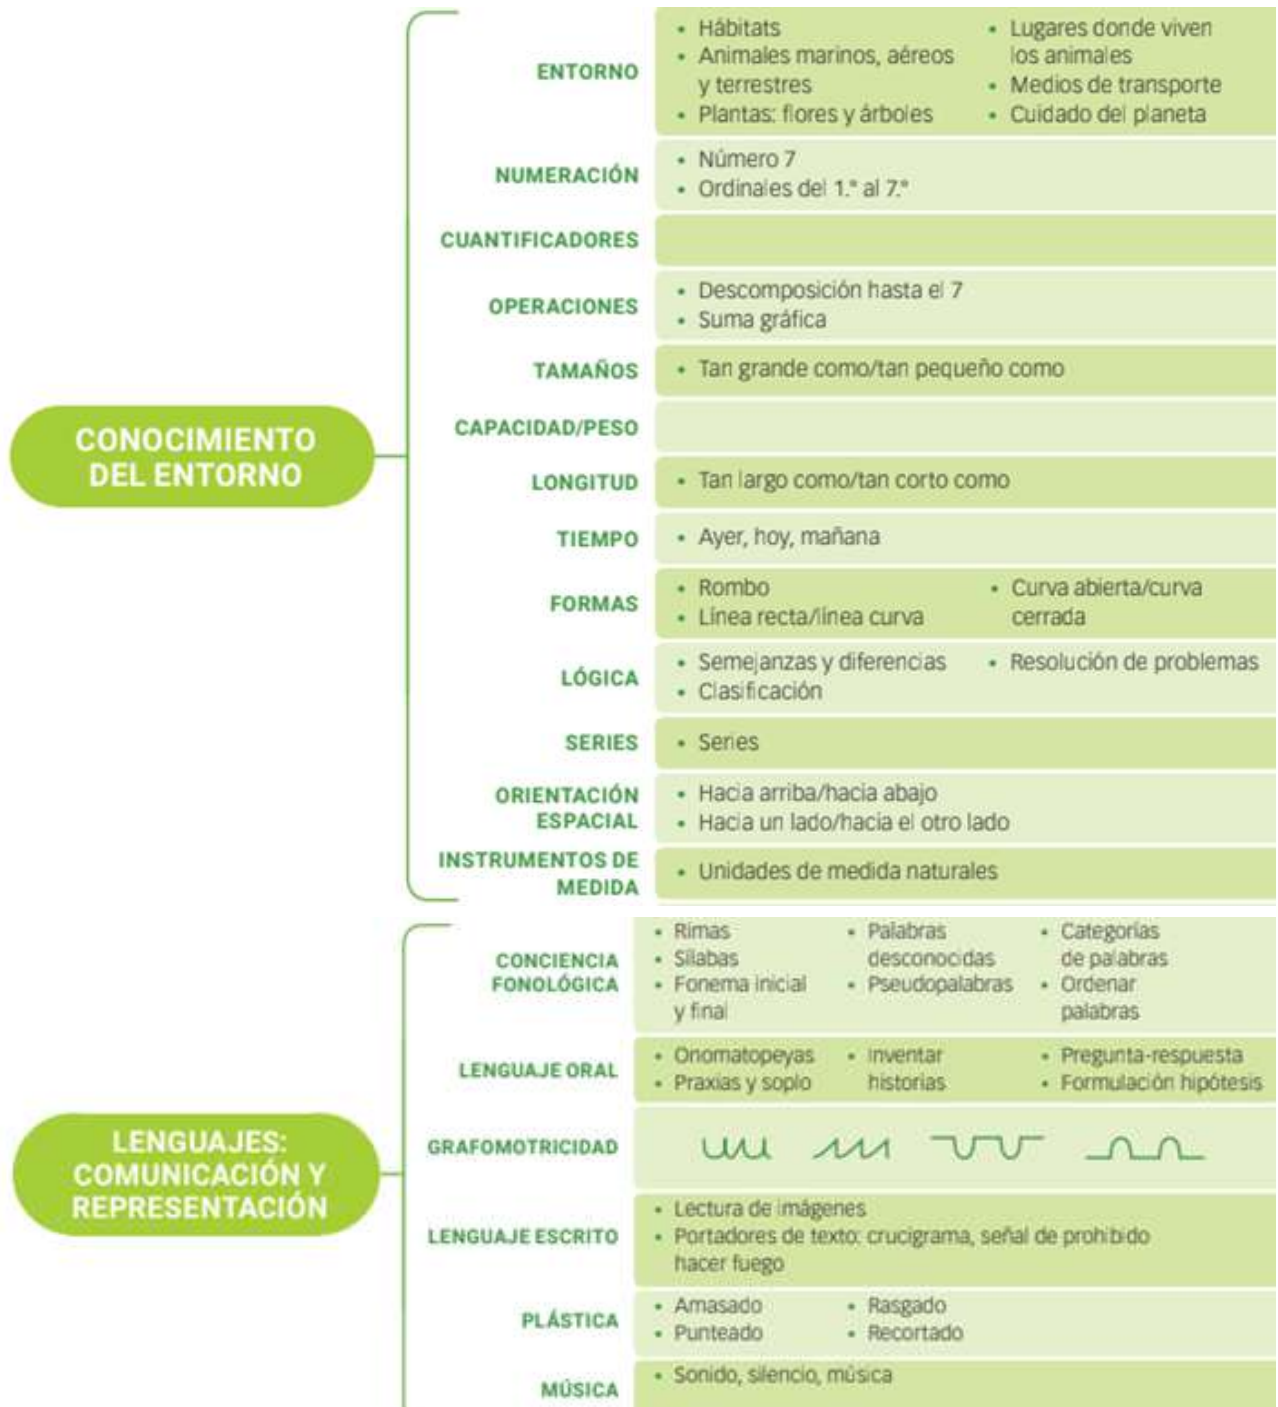 CONOCIMIENTO
DEL ENTORNO
ENTORNO
• Hábitats
• Animales marinos, aéreos
y terrestres
• Plantas: flores y árboles
• Lugares donde viven
los animales
• Medios de transporte
• Cuidado del planeta
NUMERACIÓN
• Número 7
• Ordinales del 1.º al 7.º
CUANTIFICADORES
OPERACIONES
• Descomposición hasta el 7
• Suma gráfica
TAMAÑOS
• Tan grande como/tan pequeño como
CAPACIDAD/PESO
LONGITUD
• Tan largo como/tan corto como
TIEMPO
• Ayer, hoy, mañana
FORMAS
• Rombo
• Línea recta/línea curva
• Curva abierta/curva
cerrada
LÓGICA
• Semejanzas y diferencias
• Clasificación
• Resolución de problemas
SERIES
• Series
ORIENTACIÓN
ESPACIAL
• Hacia arriba/hacia abajo
• Hacia un lado/hacia el otro lado
INSTRUMENTOS DE
MEDIDA
• Unidades de medida naturales
LENGUAJES:
COMUNICACIÓN Y
REPRESENTACIÓN
CONCIENCIA
FONOLÓGICA
• Rimas
• Sílabas
• Fonema inicial
y final
• Palabras
desconocidas
• Pseudopalabras
• Categorías
de palabras
• Ordenar
palabras
LENGUAJE ORAL
• Onomatopeyas
• Praxias y soplo
• Inventar
historias
• Pregunta-respuesta
• Formulación hipótesis
GRAFOMOTRICIDAD
LENGUAJE ESCRITO
• Lectura de imágenes
• Portadores de texto: crucigrama, señal de prohibido
hacer fuego
PLÁSTICA
• Amasado
• Punteado
• Rasgado
• Recortado
MÚSICA
• Sonido, silencio, música